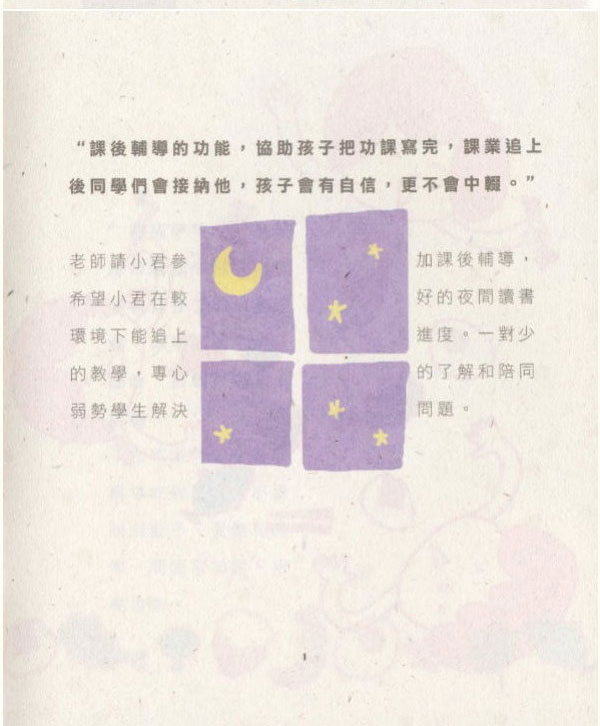 “課後輔導的功能，協助孩子把功課寫完，課業追上
後同學們會接納他，孩子會有自信，更不會中輟。”
老師請小君參加課後輔導，
希望小君在較好的夜間讀書
環境下能追上進度。一對少
的教學，專心的了解和陪同
弱勢學生解決問題。
1